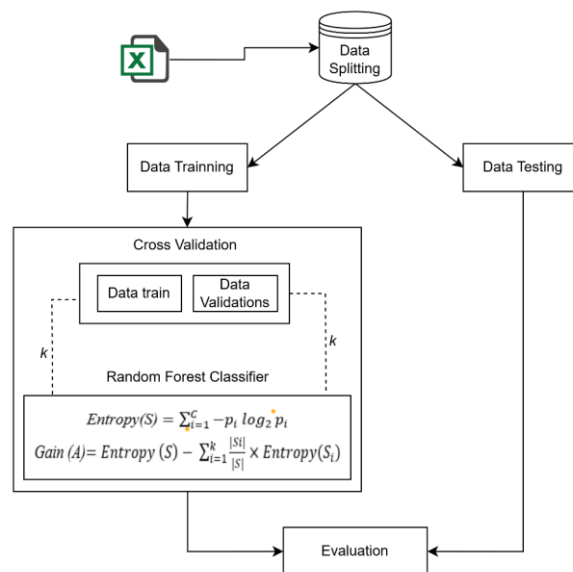 X
Data
Splitting
Data Trainning
Data Testing
Cross Validation
Data train
Data
Validations
k
k
Random Forest Classifier
Entropy(S) = ∑_{i=1}^{C} −p_i log_2 p_i
Gain (A)= Entropy (S) − ∑_{i=1}^{k} |Si|/|S| × Entropy(S_i)
Evaluation